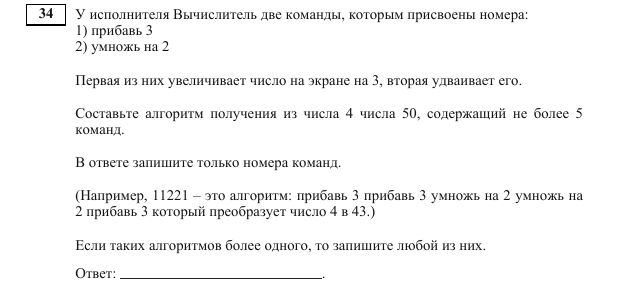 34
У исполнителя Вычислитель две команды, которым присвоены номера:
1) прибавь 3
2) умножь на 2
Первая из них увеличивает число на экране на 3, вторая удваивает его.
Составьте алгоритм получения из числа 4 числа 50, содержащий не более 5
команд.
В ответе запишите только номера команд.
(Например, 11221 – это алгоритм: прибавь 3 прибавь 3 умножь на 2 умножь на
2 прибавь 3 который преобразует число 4 в 43.)
Если таких алгоритмов более одного, то запишите любой из них.
Ответ: ____________________________.